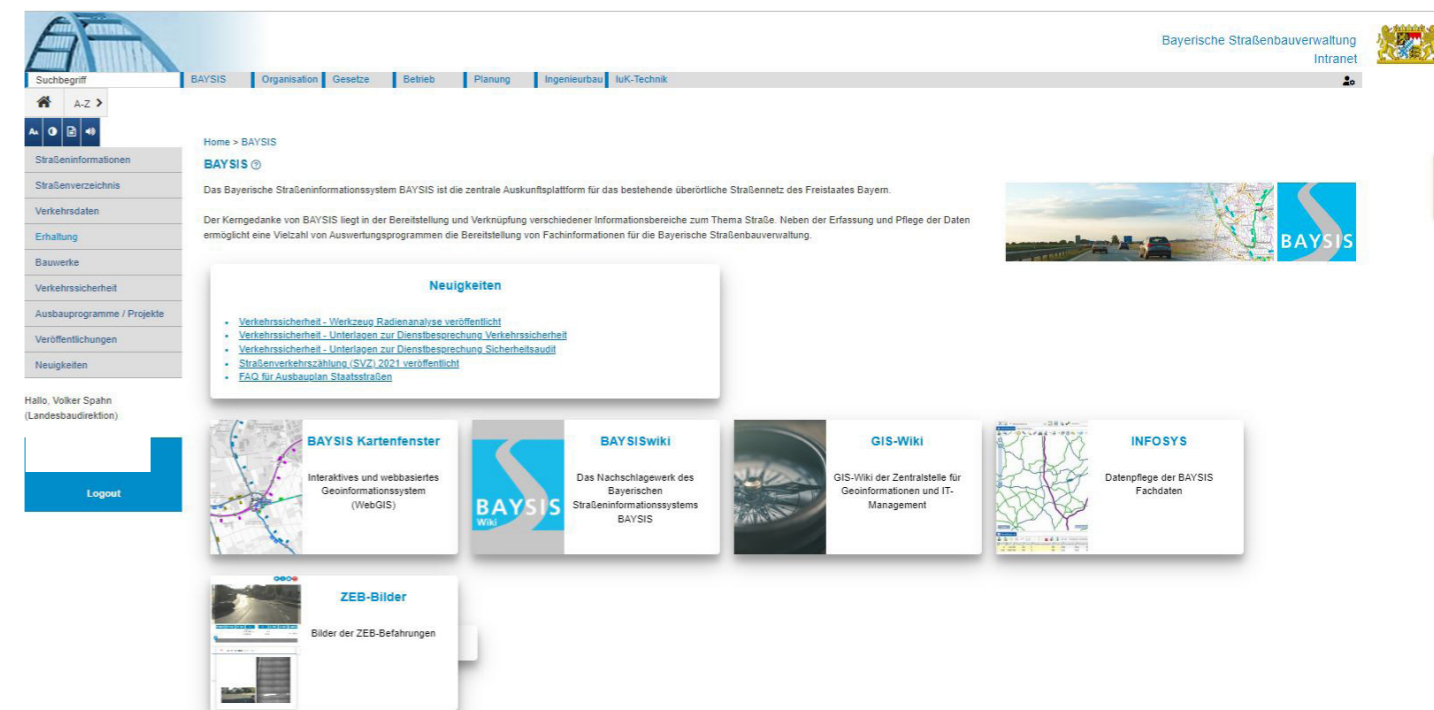 Bayerische Straßenbauverwaltung
Intranet
Suchbegriff
BAYSIS
Organisation
Gesetze
Betrieb
Planung
Ingenieurbau
IuK-Technik
A-Z
Home > BAYSIS
BAYSIS
Straßeninformationen
Straßenverzeichnis
Verkehrsdaten
Erhaltung
Bauwerke
Verkehrssicherheit
Ausbauprogramme / Projekte
Veröffentlichungen
Neuigkeiten
Hallo, Volker Spahn
(Landesbaudirektion)
Logout
Das Bayerische Straßeninformationssystem BAYSIS ist die zentrale Auskunftsplattform für das bestehende überörtliche Straßennetz des Freistaates Bayern.
Der Kerngedanke von BAYSIS liegt in der Bereitstellung und Verknüpfung verschiedener Informationsbereiche zum Thema Straße. Neben der Erfassung und Pflege der Daten
ermöglicht eine Vielzahl von Auswertungsprogrammen die Bereitstellung von Fachinformationen für die Bayerische Straßenbauverwaltung.
BAYSIS
Neuigkeiten
Verkehrssicherheit - Werkzeug Radienanalyse veröffentlicht
Verkehrssicherheit - Unterlagen zur Dienstbesprechung Verkehrssicherheit
Verkehrssicherheit - Unterlagen zur Dienstbesprechung Sicherheitsaudit
Straßenverkehrszählung (SVZ) 2021 veröffentlicht
FAQ für Ausbauplan Staatsstraßen
BAYSIS Kartenfenster
Interaktives und webbasiertes
Geoinformationssystem
(WebGIS)
BAYSIS
Wiki
BAYSISwiki
Das Nachschlagewerk des
Bayerischen
Straßeninformationssystems
BAYSIS
GIS-Wiki
GIS-Wiki der Zentralstelle für
Geoinformationen und IT-
Management
INFOSYS
Datenpflege der BAYSIS
Fachdaten
ZEB-Bilder
Bilder der ZEB-Befahrungen